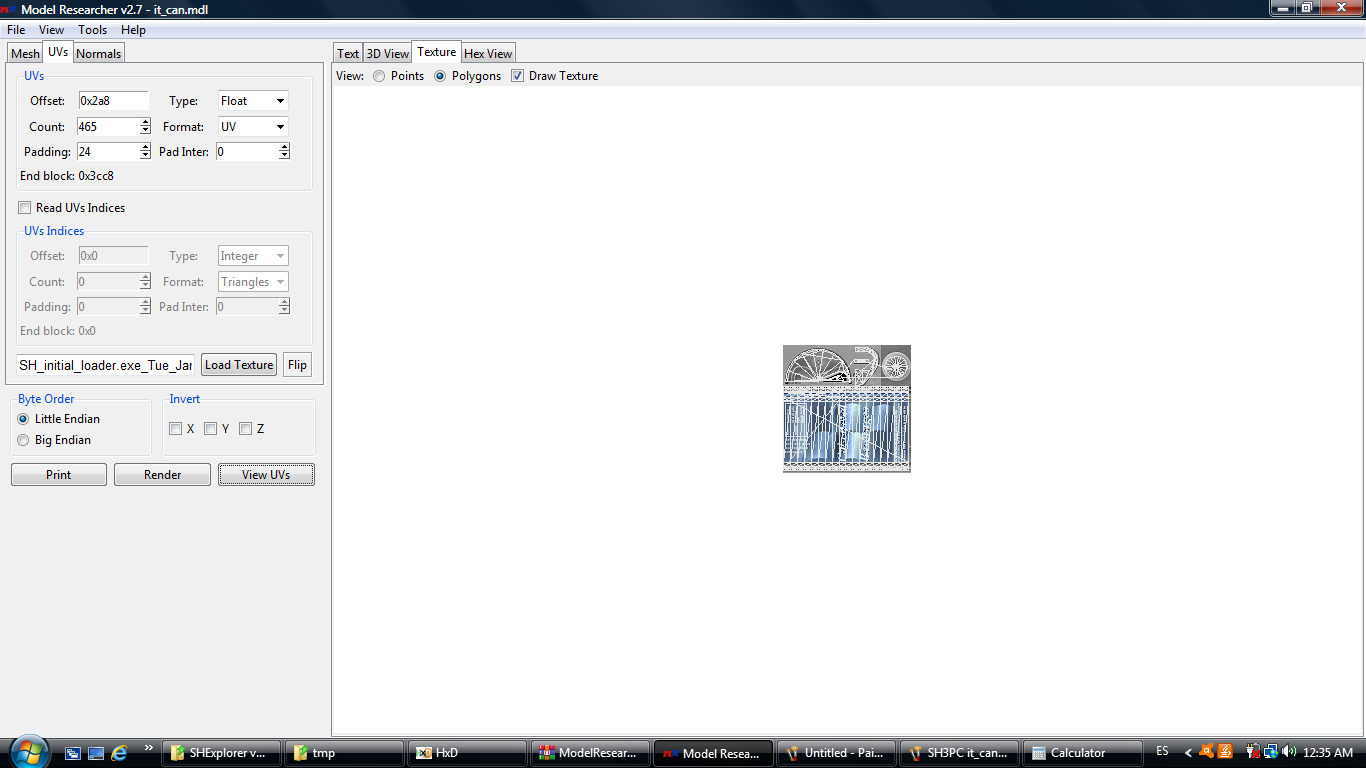 Model Researcher v2.7 - it_can.mdl
File View Tools Help
Mesh UVs Normals
Text 3D View Texture Hex View
View: Points Polygons Draw Texture
UVs
Offset: 0x2a8 Type: Float
Count: 465 Format: UV
Padding: 24 Pad Inter: 0
End block: 0x3cc8
Read UVs Indices
UVs Indices
Offset: 0x0 Type: Integer
Count: 0 Format: Triangles
Padding: 0 Pad Inter: 0
End block: 0x0
SH_initial_loader.exe_Tue_Jar Load Texture Flip
Byte Order
Little Endian
Big Endian
Invert
X Y Z
Print Render View UVs
SHExplorer v... tmp HxD ModelResear... Model Resea... Untitled - Pai... SH3PC it_can... Calculator ES 12:35 AM